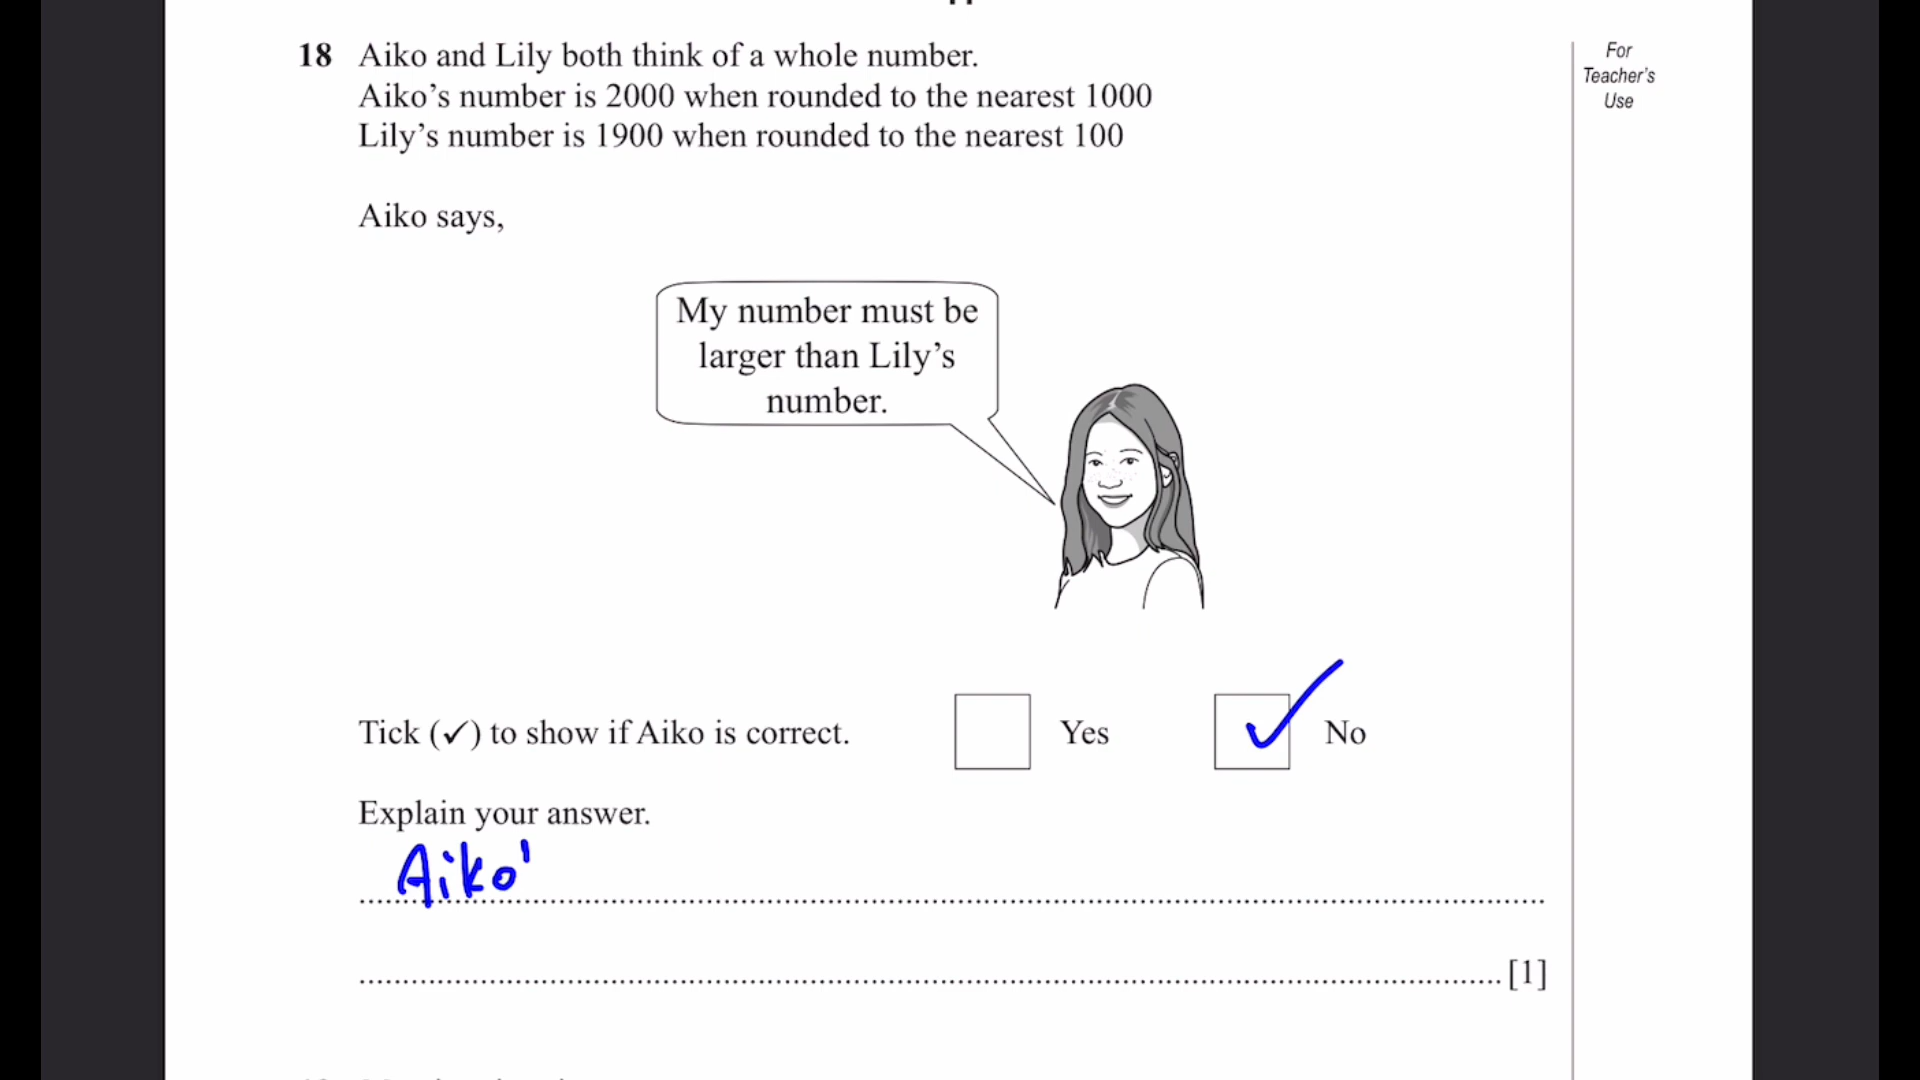 18 Aiko and Lily both think of a whole number.
Aiko’s number is 2000 when rounded to the nearest 1000
Lily’s number is 1900 when rounded to the nearest 100
For
Teacher’s
Use
Aiko says,
My number must be
larger than Lily’s
number.
Tick (✓) to show if Aiko is correct.
Yes
✓ No
Explain your answer.
Aiko'
[1]